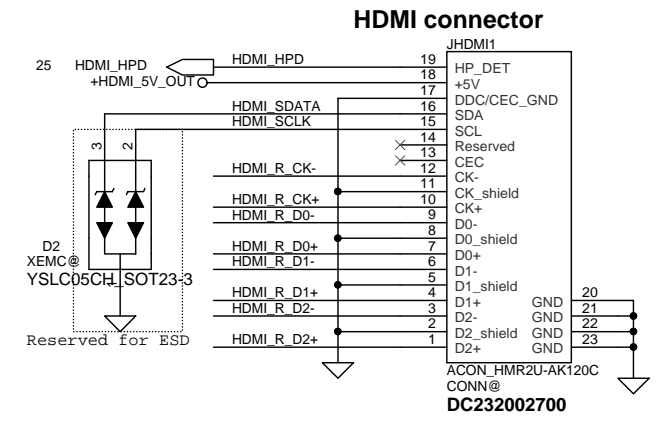 HDMI connector
JHDMI1
25 HDMI_HPD HDMI_HPD 19 HP_DET
+HDMI_5V_OUT 18 +5V
17 DDC/CEC_GND
HDMI_SDATA 16 SDA
HDMI_SCLK 15 SCL
14 Reserved
13 CEC
HDMI_R_CK- 12 CK-
11 CK_shield
HDMI_R_CK+ 10 CK+
HDMI_R_D0- 9 D0-
8 D0_shield
HDMI_R_D0+ 7 D0+
HDMI_R_D1- 6 D1-
5 D1_shield
HDMI_R_D1+ 4 D1+ GND 20
HDMI_R_D2- 3 D2- GND 21
2 D2_shield GND 22
HDMI_R_D2+ 1 D2+ GND 23
3 2
D2
XEMC@
YSLC05CH_SOT23-3
1
Reserved for ESD
ACON_HMR2U-AK120C
CONN@
DC232002700